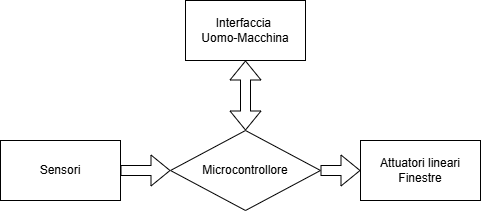 Interfaccia
Uomo-Macchina
Sensori
Microcontrollore
Attuatori lineari
Finestre